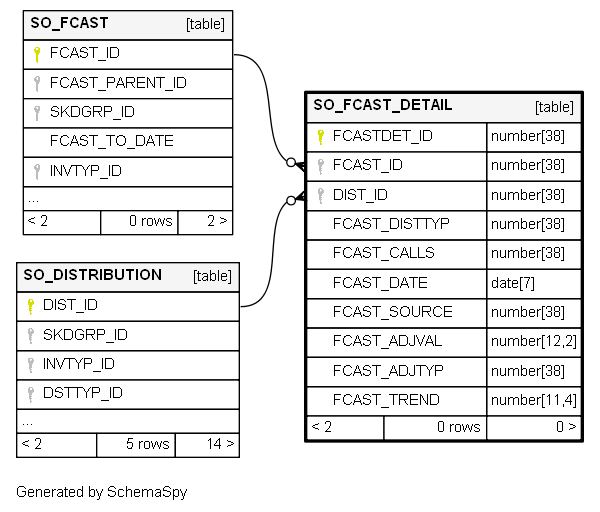 SO_FCAST [table]
FCAST_ID
FCAST_PARENT_ID
SKDGRP_ID
FCAST_TO_DATE
INVTYP_ID
...
< 2 0 rows 2 >
SO_DISTRIBUTION [table]
DIST_ID
SKDGRP_ID
INVTYP_ID
DSTTYP_ID
...
< 2 5 rows 14 >
SO_FCAST_DETAIL [table]
FCASTDET_ID number[38]
FCAST_ID number[38]
DIST_ID number[38]
FCAST_DISTTYP number[38]
FCAST_CALLS number[38]
FCAST_DATE date[7]
FCAST_SOURCE number[38]
FCAST_ADJVAL number[12,2]
FCAST_ADJTYP number[38]
FCAST_TREND number[11,4]
< 2 0 rows 0 >
Generated by SchemaSpy